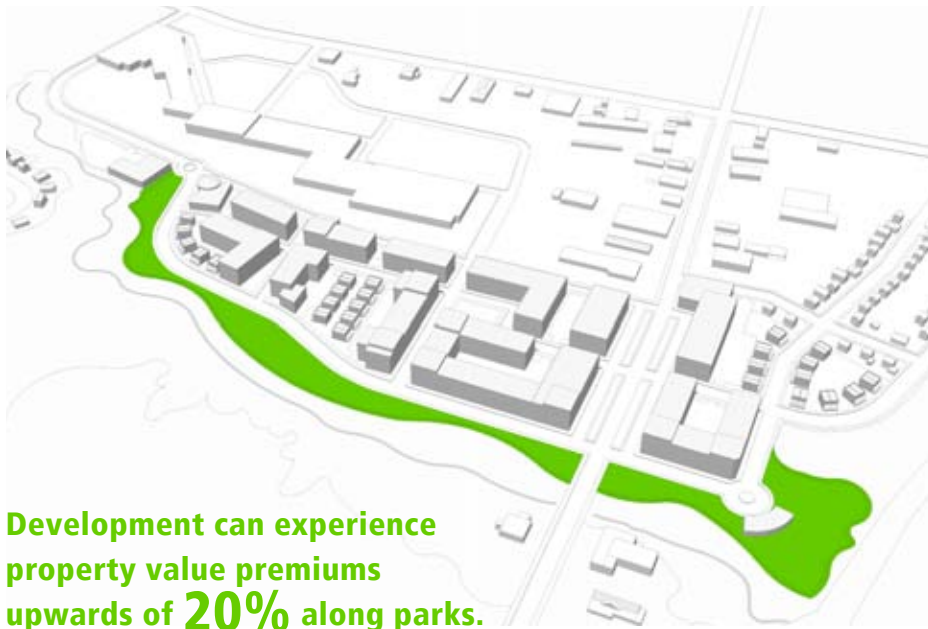 Development can experience
property value premiums
upwards of 20% along parks.